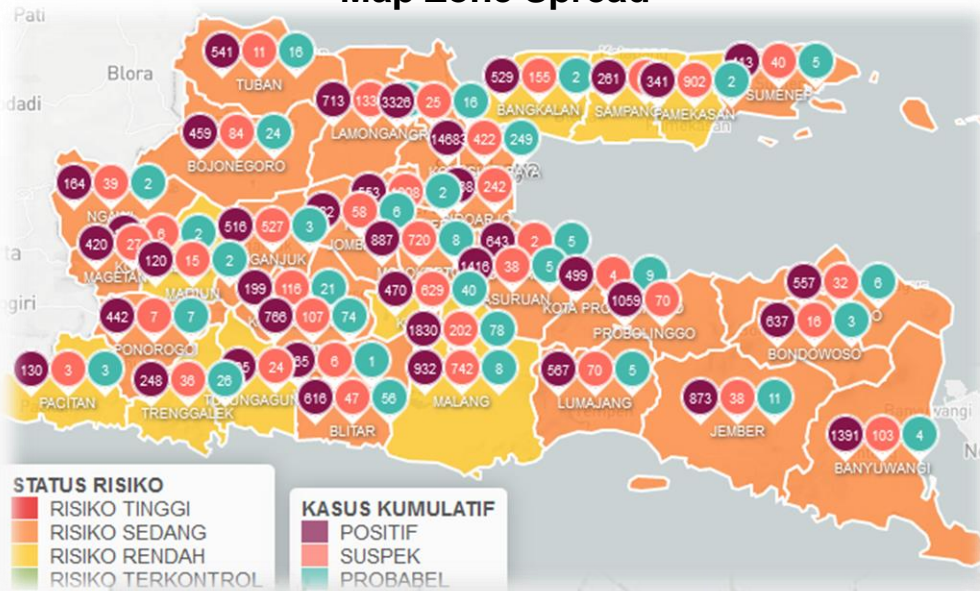 Map Zone Spread
Pati
Blora
541 11 16
TUBAN
529 155 2
BANGKALAN
261
SAMPANG
341 902 2
PAMEKASAN
40 5
SUMENEP
713 133
LAMONGAN
3326 25 16
459 84 24
BOJONEGORO
14683 422 249
164 39 2
242
2
58 6
516 527 3
6 2
420 27
MAGETAN
120 15 2
MADIUN
887 720 8
643 2 5
1416 38 5
499 4 9
199 116 21
470 629 40
1059 70
PROBOLINGGO
557 32 6
442 7 7
PONOROGO
766 107 74
1830 202 78
637 16 3
BONDOWOSO
130 3 3
PACITAN
248 36 26
TRENGGALEK
24
6 1
616 47 56
BLITAR
932 742 8
MALANG
567 70 5
LUMAJANG
873 38 11
JEMBER
1391 103 4
BANYUWANGI
STATUS RISIKO
RISIKO TINGGI
RISIKO SEDANG
RISIKO RENDAH
RISIKO TERKONTROL
KASUS KUMULATIF
POSITIF
SUSPEK
PROBABEL